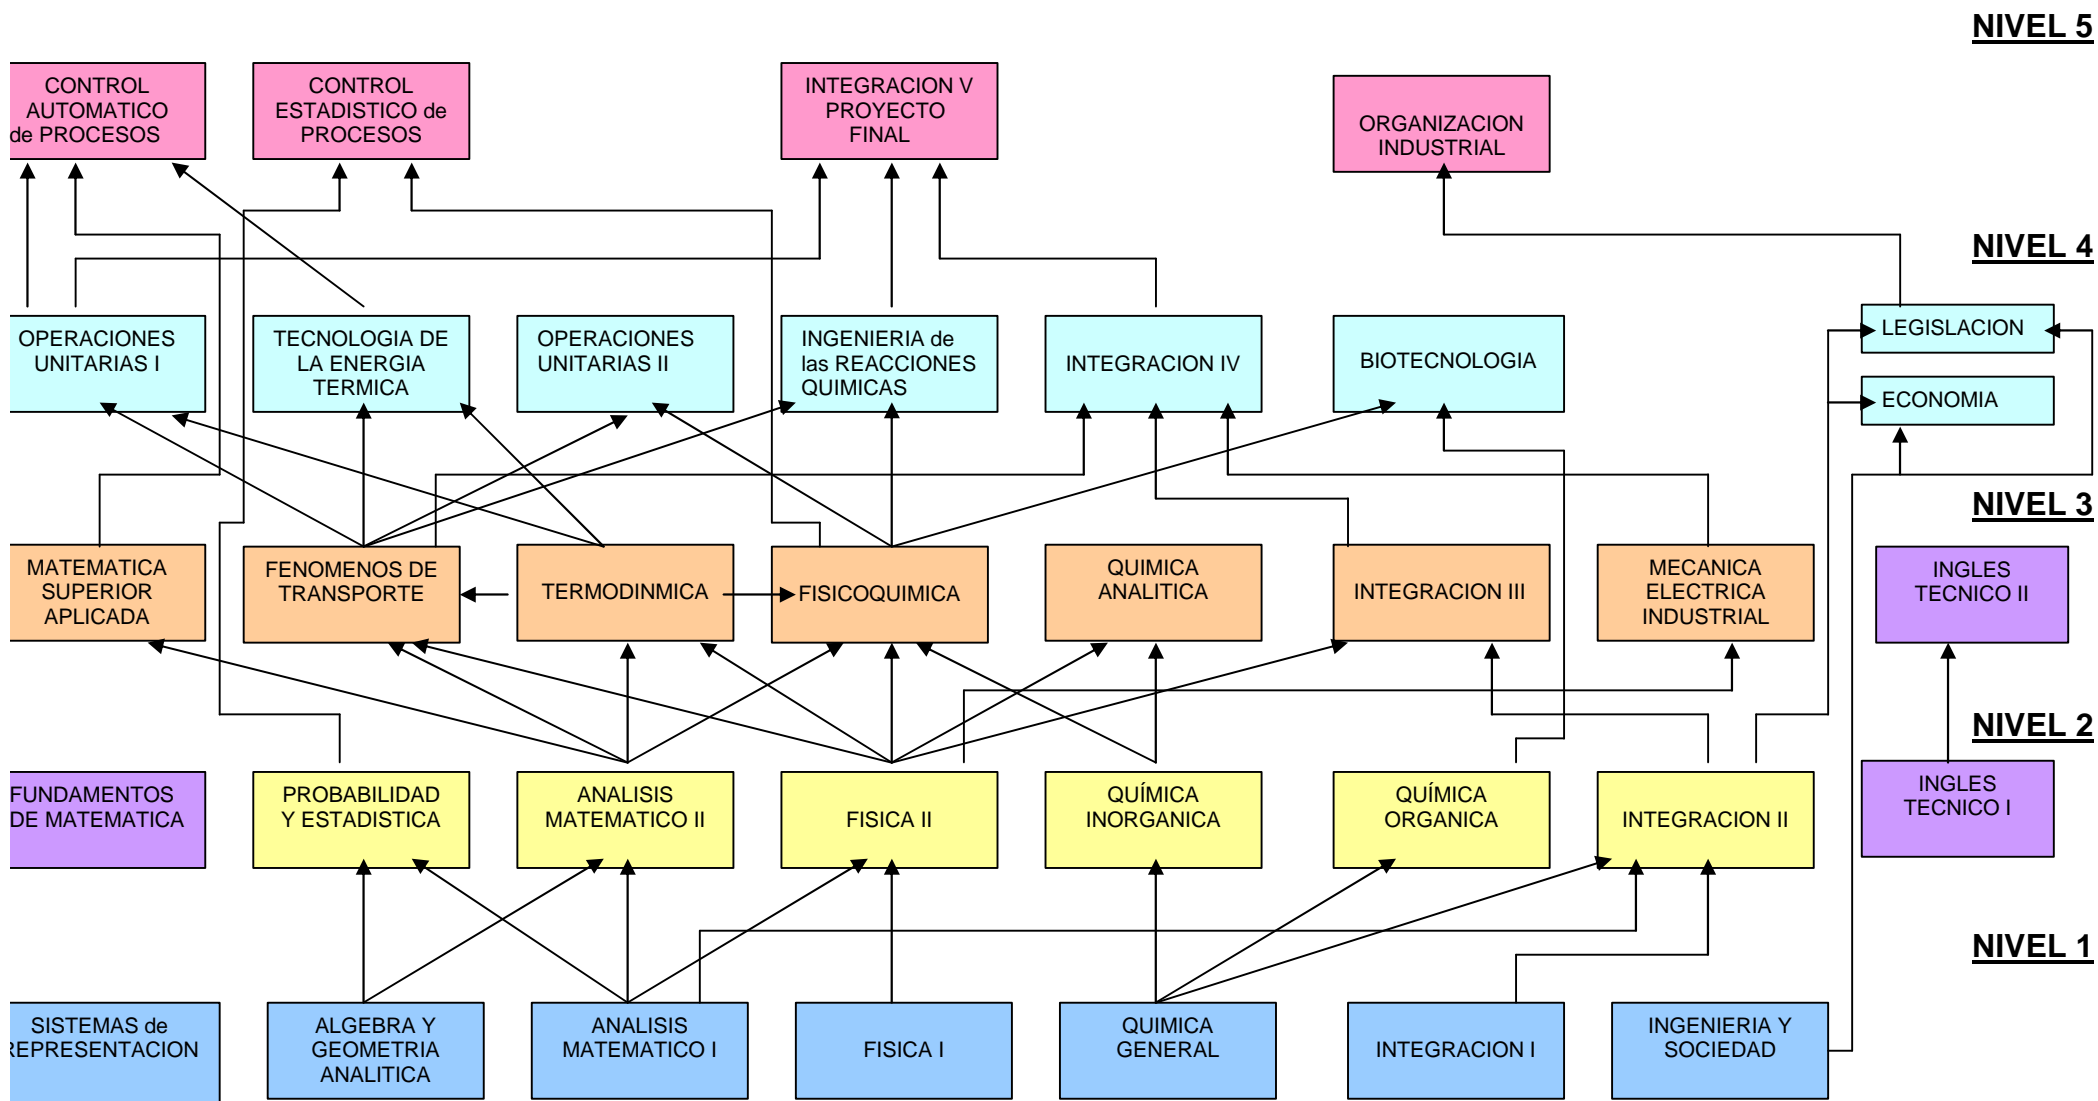 NIVEL 5
CONTROL
AUTOMATICO
de PROCESOS
CONTROL
ESTADISTICO de
PROCESOS
INTEGRACION V
PROYECTO
FINAL
ORGANIZACION
INDUSTRIAL
NIVEL 4
OPERACIONES
UNITARIAS I
TECNOLOGIA DE
LA ENERGIA
TERMICA
OPERACIONES
UNITARIAS II
INGENIERIA de
las REACCIONES
QUIMICAS
INTEGRACION IV
BIOTECNOLOGIA
LEGISLACION
ECONOMIA
NIVEL 3
MATEMATICA
SUPERIOR
APLICADA
FENOMENOS DE
TRANSPORTE
TERMODINMICA
FISICOQUIMICA
QUIMICA
ANALITICA
INTEGRACION III
MECANICA
ELECTRICA
INDUSTRIAL
INGLES
TECNICO II
NIVEL 2
FUNDAMENTOS
DE MATEMATICA
PROBABILIDAD
Y ESTADISTICA
ANALISIS
MATEMATICO II
FISICA II
QUÍMICA
INORGANICA
QUÍMICA
ORGANICA
INTEGRACION II
INGLES
TECNICO I
NIVEL 1
SISTEMAS de
REPRESENTACION
ALGEBRA Y
GEOMETRIA
ANALITICA
ANALISIS
MATEMATICO I
FISICA I
QUIMICA
GENERAL
INTEGRACION I
INGENIERIA Y
SOCIEDAD